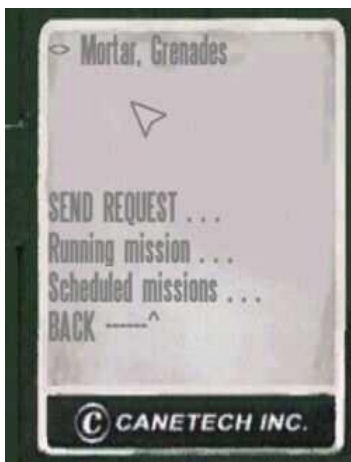 Mortar, Grenades
SEND REQUEST . . .
Running mission . . .
Scheduled missions . . .
BACK -----^
© CANETECH INC.